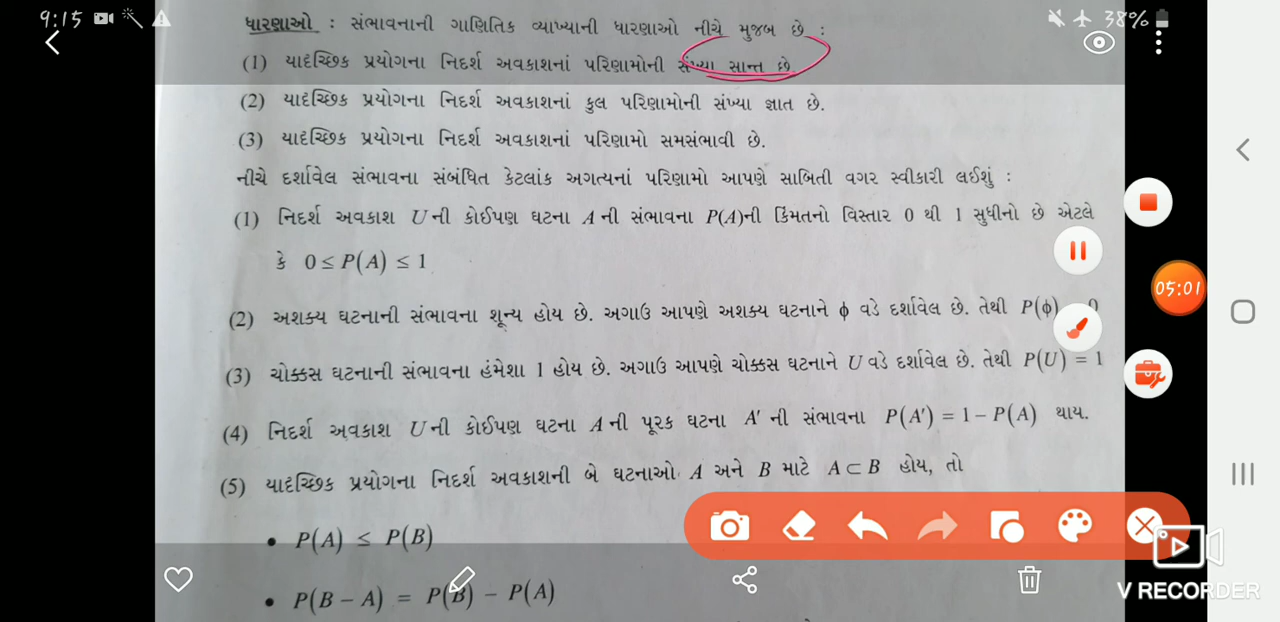 9:15 38%
ધારણાઓ : સંભાવનાની ગાણિતિક વ્યાખ્યાની ધારણાઓ નીચે મુજબ છે :
(1) યાદૃચ્છિક પ્રયોગના નિદર્શ અવકાશનાં પરિણામોની સંખ્યા સાન્ત છે.
(2) યાદૃચ્છિક પ્રયોગના નિદર્શ અવકાશનાં કુલ પરિણામોની સંખ્યા જ્ઞાત છે.
(3) યાદૃચ્છિક પ્રયોગના નિદર્શ અવકાશનાં પરિણામો સમસંભાવી છે.
નીચે દર્શાવેલ સંભાવના સંબંધિત કેટલાંક અગત્યનાં પરિણામો આપણે સાબિતી વગર સ્વીકારી લઈશું :
(1) નિદર્શ અવકાશ U ની કોઈપણ ઘટના A ની સંભાવના P(A)ની કિંમતનો વિસ્તાર 0 થી 1 સુધીનો છે એટલે
કે 0 ≤ P(A) ≤ 1
05:01
(2) અશક્ય ઘટનાની સંભાવના શૂન્ય હોય છે. અગાઉ આપણે અશક્ય ઘટનાને ϕ વડે દર્શાવેલ છે. તેથી P(ϕ) 0
(3) ચોક્કસ ઘટનાની સંભાવના હંમેશા 1 હોય છે. અગાઉ આપણે ચોક્કસ ઘટનાને U વડે દર્શાવેલ છે. તેથી P(U) = 1
(4) નિદર્શ અવકાશ U ની કોઈપણ ઘટના A ની પૂરક ઘટના A′ ની સંભાવના P(A′) = 1 – P(A) થાય.
(5) યાદૃચ્છિક પ્રયોગના નિદર્શ અવકાશની બે ઘટનાઓ A અને B માટે A ⊂ B હોય, તો
• P(A) ≤ P(B)
• P(B – A) = P(B) – P(A)
V RECORDER